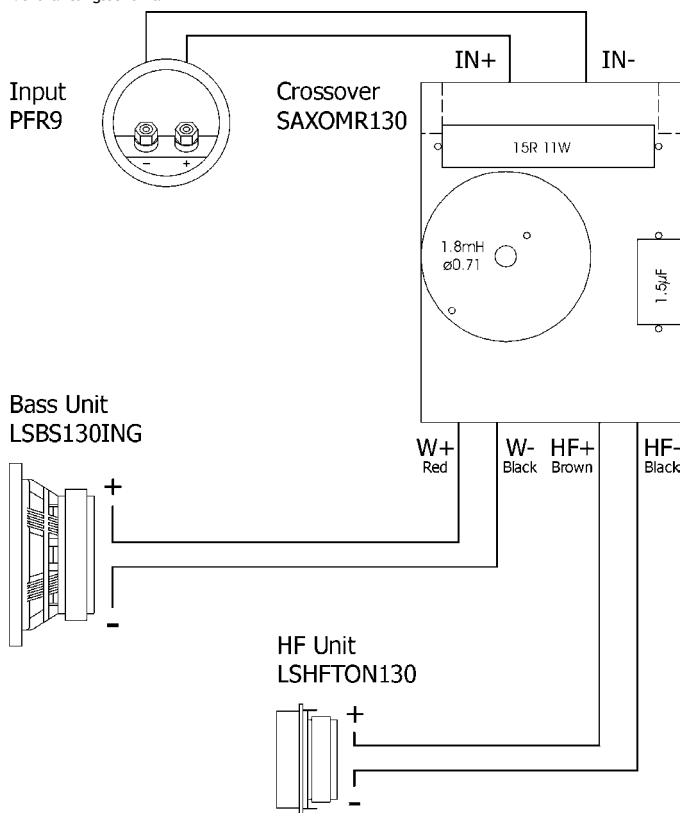 IN+ IN-
Input
PFR9
Crossover
SAXOMR130
15R 11W
1.8mH
ø0.71
1.5µF
- +
Bass Unit
LSBS130ING
W+ W- HF+ HF-
Red Black Brown Black
+
-
HF Unit
LSHFTON130
+
-